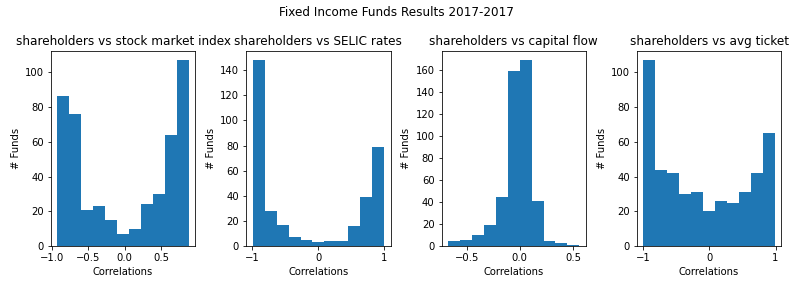 Fixed Income Funds Results 2017-2017
shareholders vs stock market index
100
80
60
40
20
0
−1.0 −0.5 0.0 0.5
# Funds
Correlations
shareholders vs SELIC rates
140
120
100
80
60
40
20
0
−1 0 1
# Funds
Correlations
shareholders vs capital flow
160
140
120
100
80
60
40
20
0
−0.5 0.0 0.5
# Funds
Correlations
shareholders vs avg ticket
100
80
60
40
20
0
−1 0 1
# Funds
Correlations